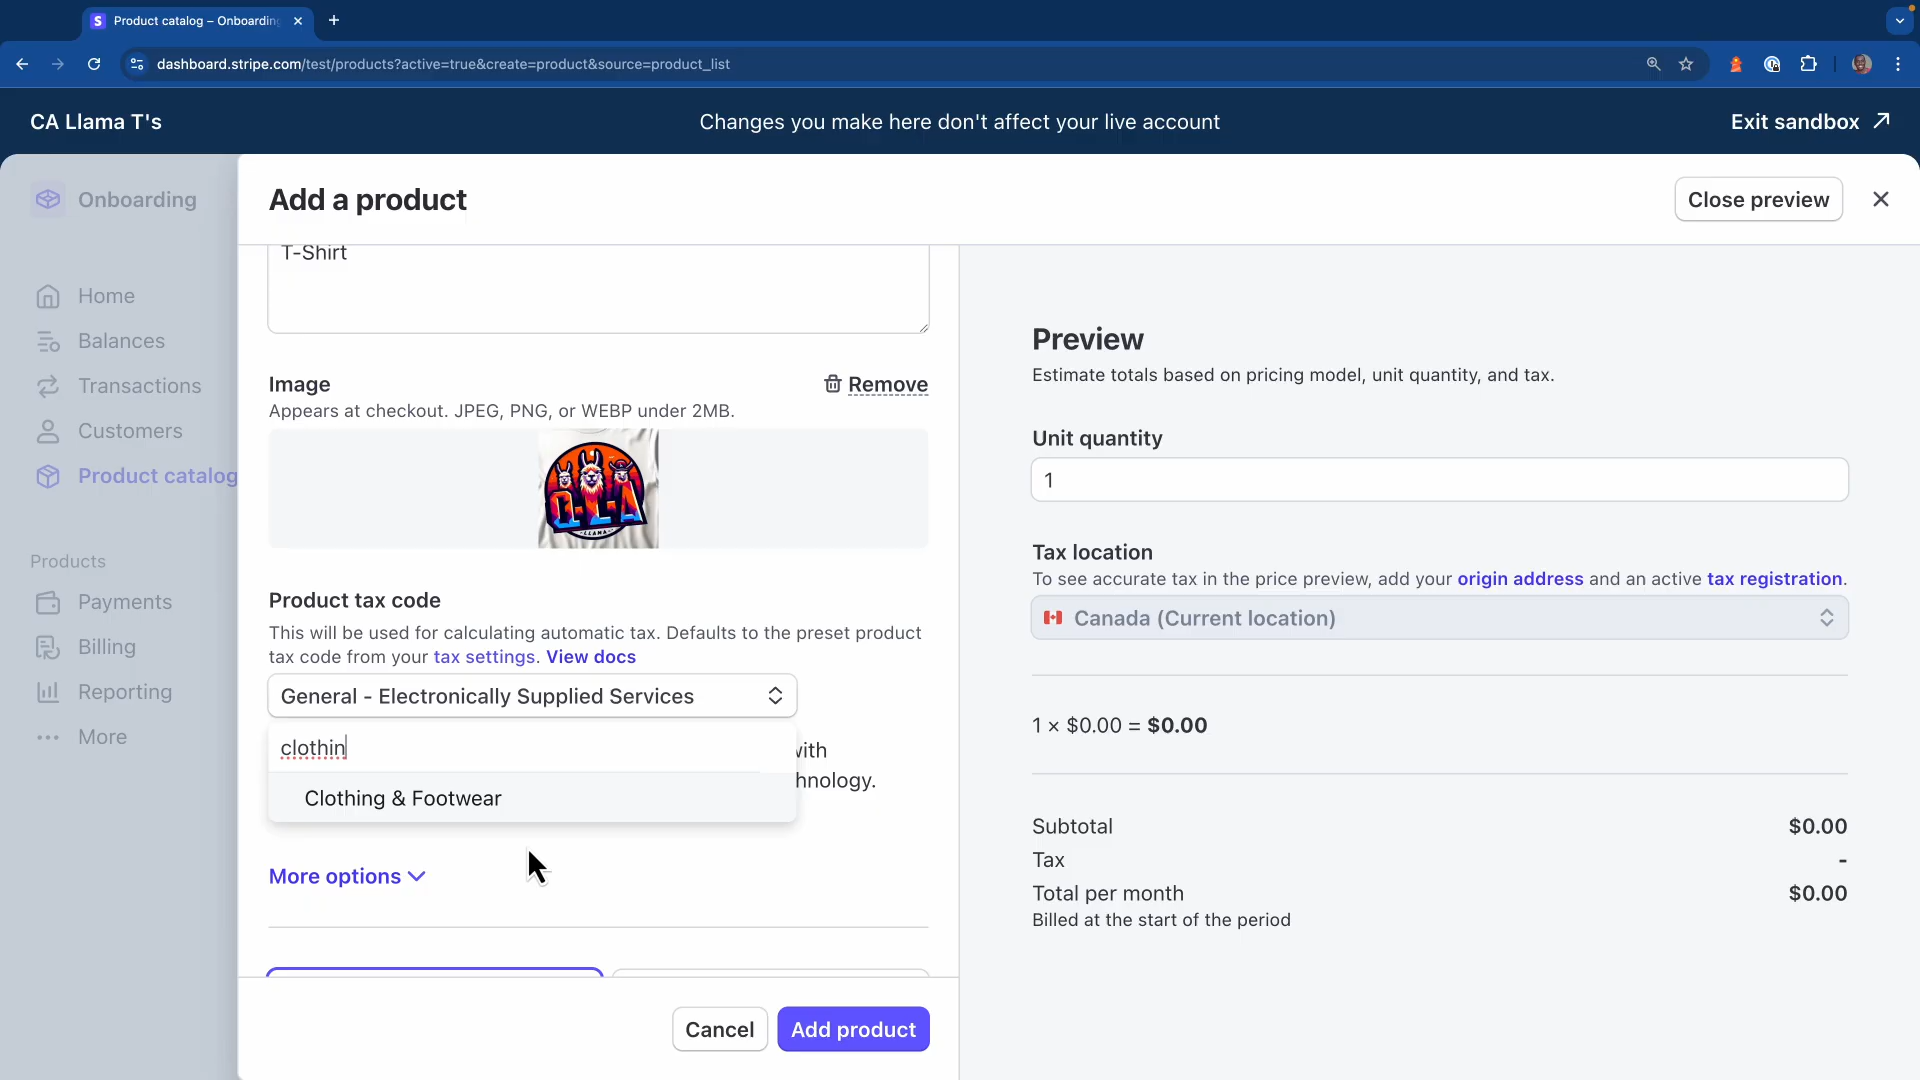 Product catalog – Onboarding
dashboard.stripe.com/test/products?active=true&create=product&source=product_list
CA Llama T's
Changes you make here don't affect your live account
Exit sandbox
Onboarding
Home
Balances
Transactions
Customers
Product catalog
Products
Payments
Billing
Reporting
More
Add a product
Close preview
T-Shirt
Image
Remove
Appears at checkout. JPEG, PNG, or WEBP under 2MB.
LLAMA
Product tax code
This will be used for calculating automatic tax. Defaults to the preset product
tax code from your tax settings. View docs
General - Electronically Supplied Services
clothin
Clothing & Footwear
with
hnology.
More options
Cancel
Add product
Preview
Estimate totals based on pricing model, unit quantity, and tax.
Unit quantity
1
Tax location
To see accurate tax in the price preview, add your origin address and an active tax registration.
Canada (Current location)
1 × $0.00 = $0.00
Subtotal $0.00
Tax -
Total per month $0.00
Billed at the start of the period